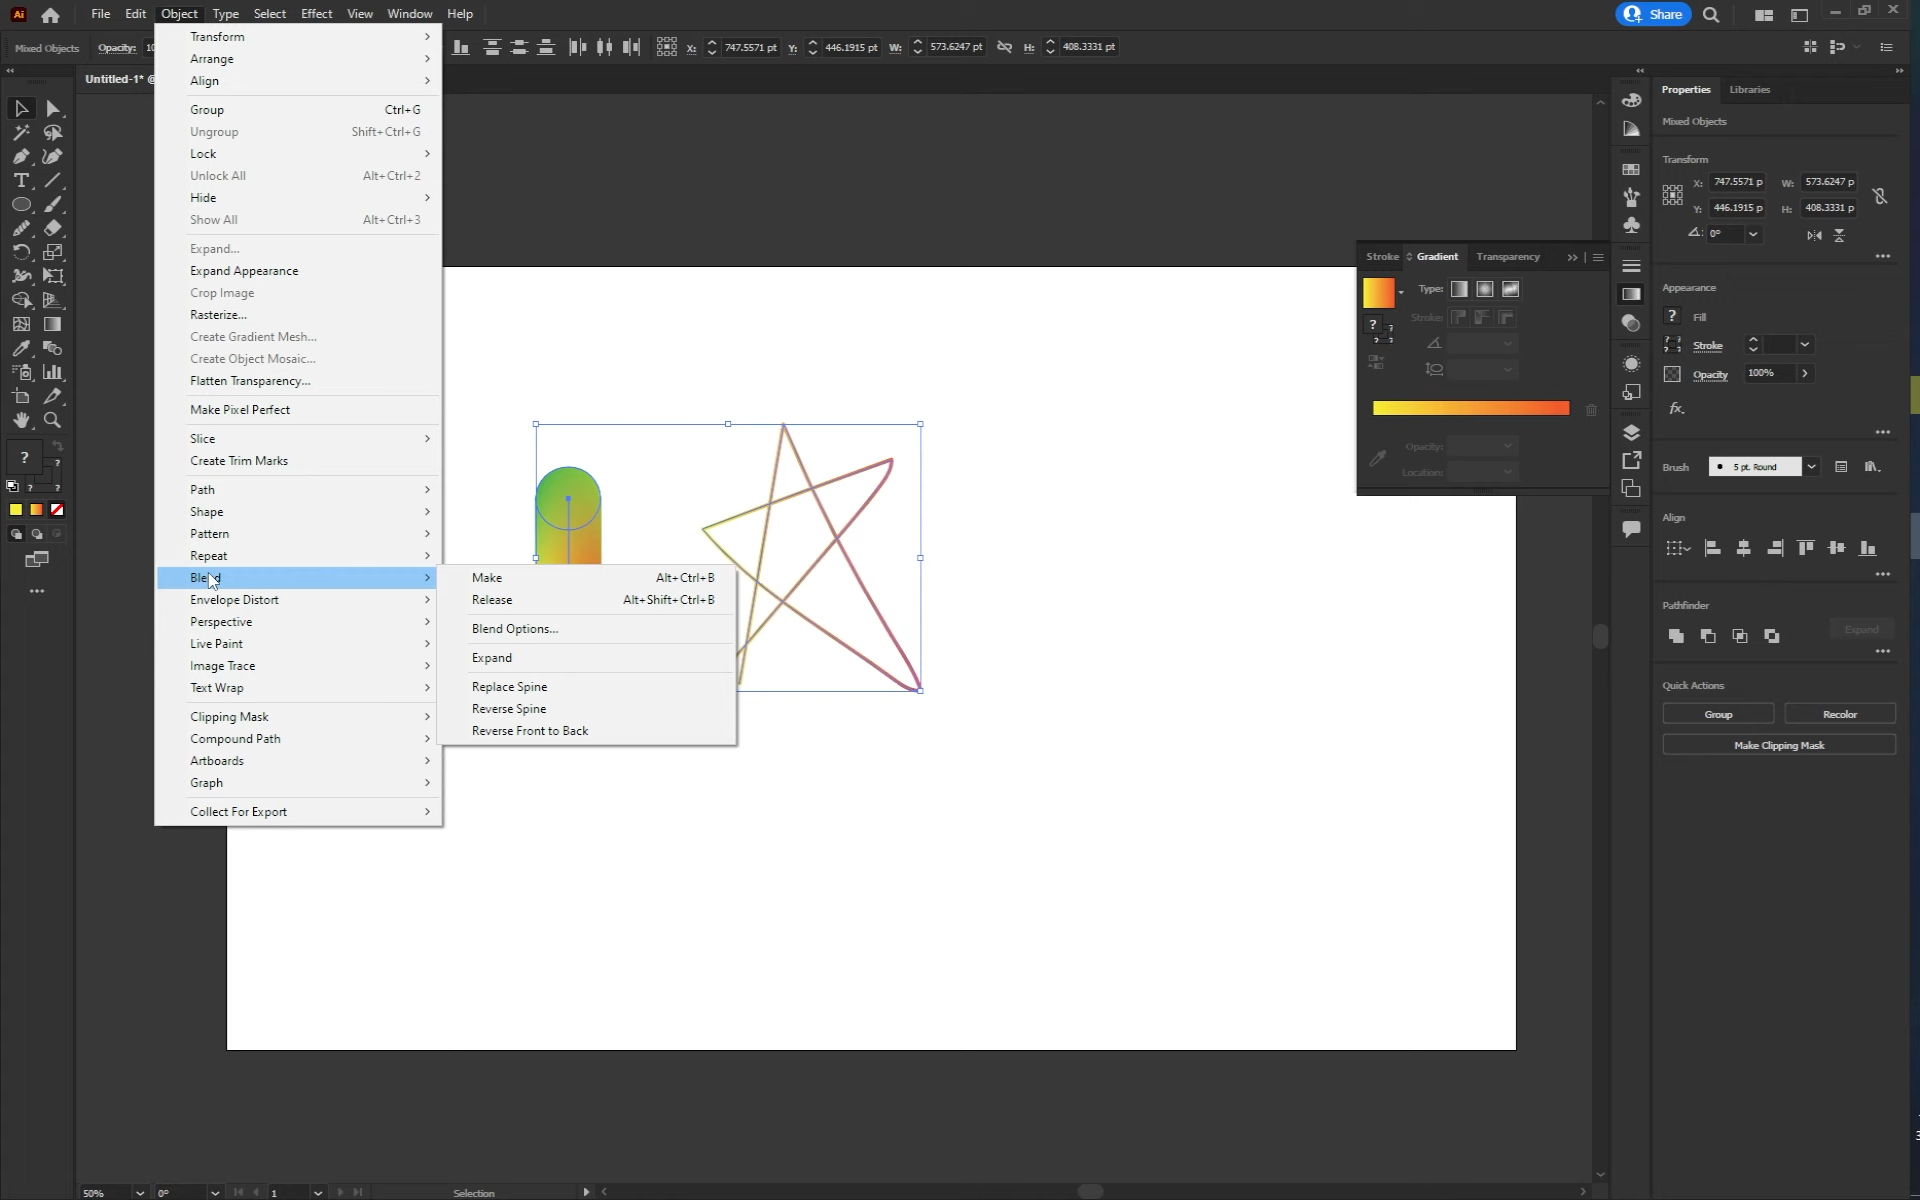 Ai File Edit Object Type Select Effect View Window Help Share
Mixed Objects Opacity: 10 X: 747.5571 pt Y: 446.1915 pt W: 573.6247 pt H: 408.3331 pt
Untitled-1* @
Transform
Arrange
Align
Group Ctrl+G
Ungroup Shift+Ctrl+G
Lock
Unlock All Alt+Ctrl+2
Hide
Show All Alt+Ctrl+3
Expand...
Expand Appearance
Crop Image
Rasterize...
Create Gradient Mesh...
Create Object Mosaic...
Flatten Transparency...
Make Pixel Perfect
Slice
Create Trim Marks
Path
Shape
Pattern
Repeat
Blend
Envelope Distort
Perspective
Live Paint
Image Trace
Text Wrap
Clipping Mask
Compound Path
Artboards
Graph
Collect For Export
Make Alt+Ctrl+B
Release Alt+Shift+Ctrl+B
Blend Options...
Expand
Replace Spine
Reverse Spine
Reverse Front to Back
Stroke Gradient Transparency
Type:
Stroke:
Opacity:
Location:
Properties Libraries
Mixed Objects
Transform
X: 747.5571 p W: 573.6247 p
Y: 446.1915 p H: 408.3331 p
0°
Appearance
? Fill
Stroke
Opacity 100%
fx.
Brush 5 pt. Round
Align
Pathfinder
Expand
Quick Actions
Group Recolor
Make Clipping Mask
50% 0° 1 Selection